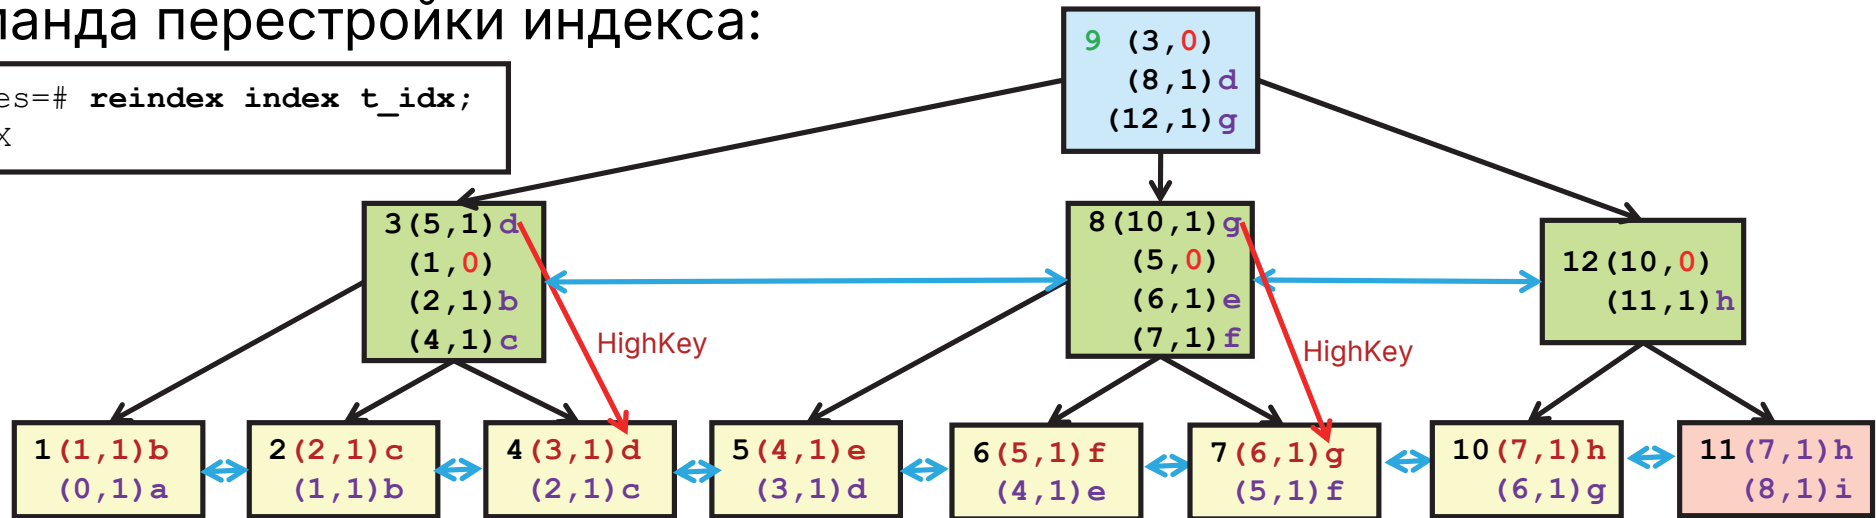 перестройки индекса:
=# reindex index t_idx;
9 (3,0)
(8,1)d
(12,1)g
3(5,1)d
(1,0)
(2,1)b
(4,1)c
8(10,1)g
(5,0)
(6,1)e
(7,1)f
12(10,0)
(11,1)h
HighKey
HighKey
1(1,1)b
(0,1)a
2(2,1)c
(1,1)b
4(3,1)d
(2,1)c
5(4,1)e
(3,1)d
6(5,1)f
(4,1)e
7(6,1)g
(5,1)f
10(7,1)h
(6,1)g
11(7,1)h
(8,1)i